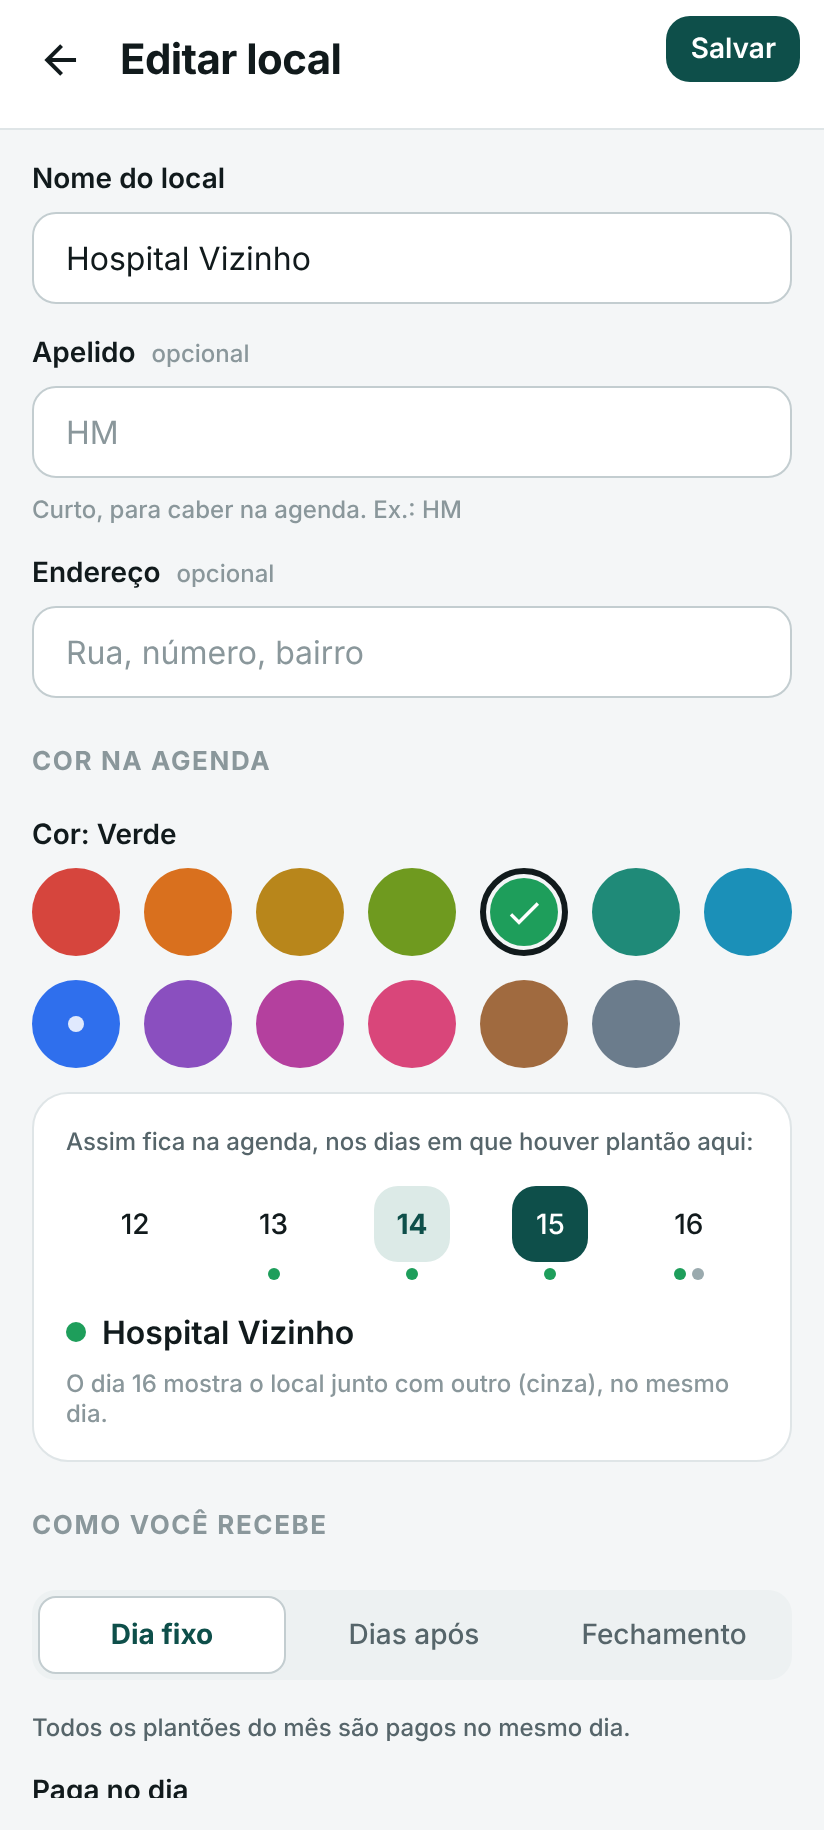 Editar local
Salvar
Nome do local
Hospital Vizinho
Apelido opcional
HM
Curto, para caber na agenda. Ex.: HM
Endereço opcional
Rua, número, bairro
COR NA AGENDA
Cor: Verde
Assim fica na agenda, nos dias em que houver plantão aqui:
12 13 14 15 16
Hospital Vizinho
O dia 16 mostra o local junto com outro (cinza), no mesmo
dia.
COMO VOCÊ RECEBE
Dia fixo Dias após Fechamento
Todos os plantões do mês são pagos no mesmo dia.
Paga no dia